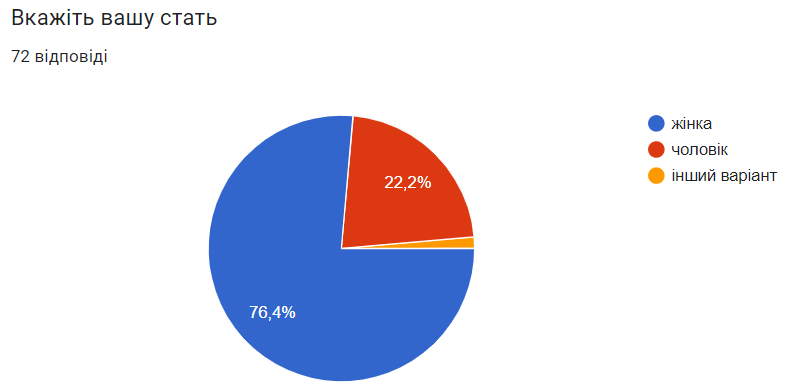 Вкажіть вашу стать
72 відповіді
жінка
чоловік
інший варіант
22,2%
76,4%